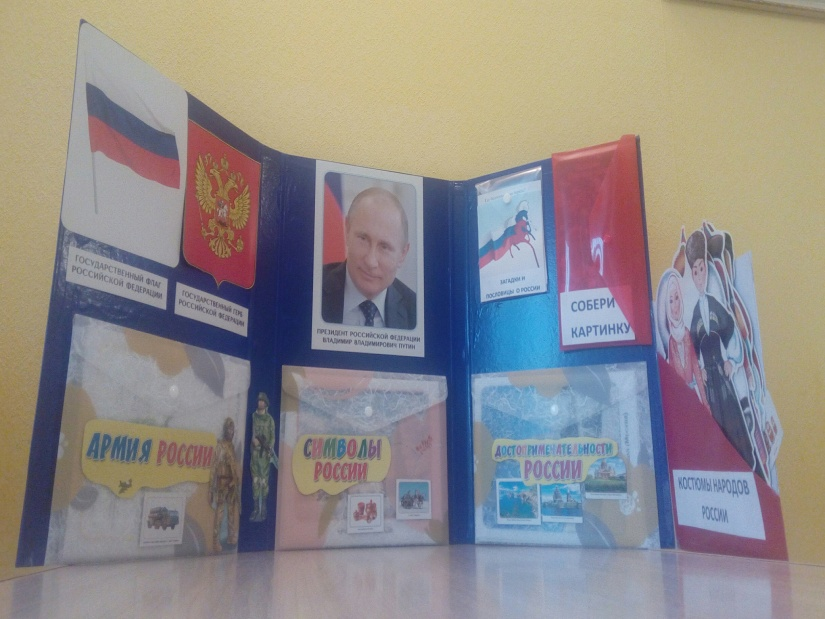 ГОСУДАРСТВЕННЫЙ ФЛАГ
РОССИЙСКОЙ ФЕДЕРАЦИИ
ГОСУДАРСТВЕННЫЙ ГЕРБ
РОССИЙСКОЙ ФЕДЕРАЦИИ
ПРЕЗИДЕНТ РОССИЙСКОЙ ФЕДЕРАЦИИ
ВЛАДИМИР ВЛАДИМИРОВИЧ ПУТИН
ЗАГАДКИ И
ПОСЛОВИЦЫ О РОССИИ
СОБЕРИ
КАРТИНКУ
АРМИЯ РОССИИ
СИМВОЛЫ
РОССИИ
ДОСТОПРИМЕЧАТЕЛЬНОСТИ
РОССИИ
КОСТЮМЫ НАРОДОВ
РОССИИ